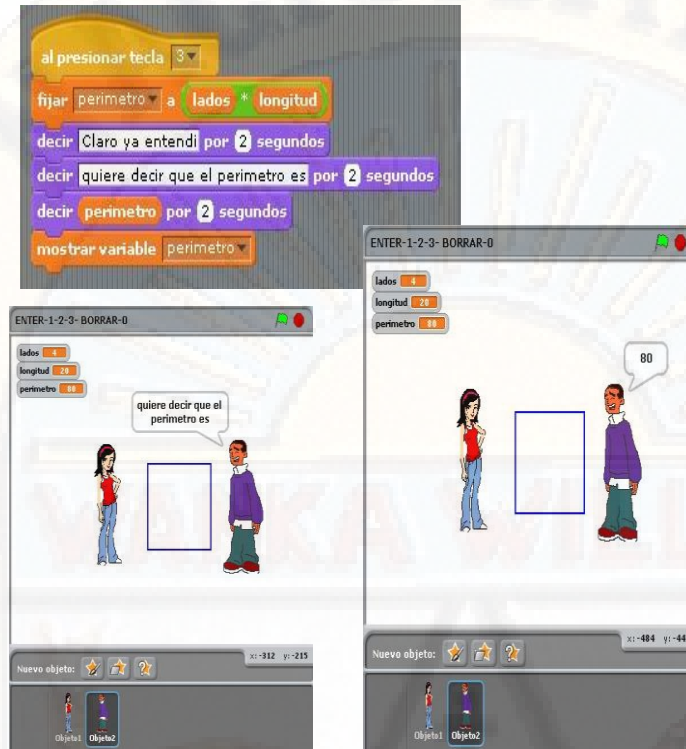 al presionar tecla 3
fijar perimetro a lados * longitud
decir Claro ya entendi por 2 segundos
decir quiere decir que el perimetro es por 2 segundos
decir perimetro por 2 segundos
mostrar variable perimetro
ENTER-1-2-3- BORRAR-0
lados 4
longitud 20
perimetro 80
quiere decir que el
perimetro es
x: -312 y: -215
Nuevo objeto:
Objeto1 Objeto2
ENTER-1-2-3- BORRAR-0
lados 4
longitud 20
perimetro 80
80
x: -484 y: -44
Nuevo objeto:
Objeto1 Objeto2